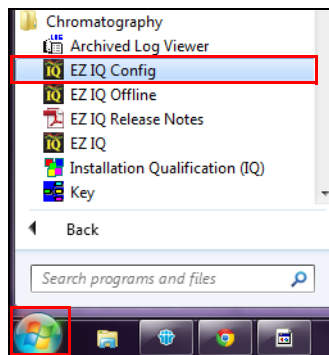 Chromatography
Archived Log Viewer
EZ IQ Config
EZ IQ Offline
EZ IQ Release Notes
EZ IQ
Installation Qualification (IQ)
Key
Back
Search programs and files